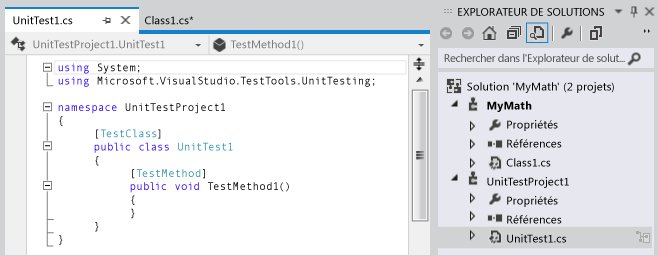 UnitTest1.cs
Class1.cs*
UnitTestProject1.UnitTest1
TestMethod1()
using System;
using Microsoft.VisualStudio.TestTools.UnitTesting;
namespace UnitTestProject1
{
[TestClass]
public class UnitTest1
{
[TestMethod]
public void TestMethod1()
{
}
}
}
EXPLORATEUR DE SOLUTIONS
Rechercher dans l'Explorateur de solut...
Solution 'MyMath' (2 projets)
MyMath
Propriétés
Références
Class1.cs
UnitTestProject1
Propriétés
Références
UnitTest1.cs